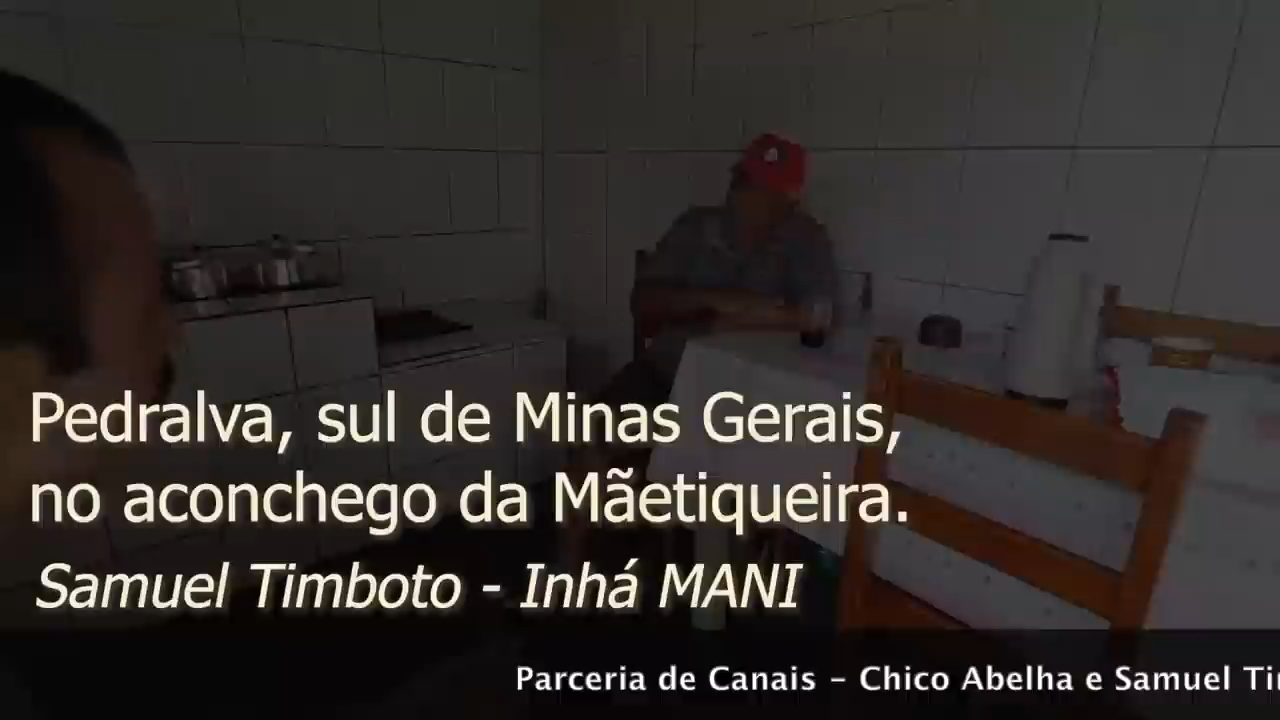 Pedralva, sul de Minas Gerais,
no aconchego da Mãetiqueira.
Samuel Timboto - Inhá MANI
Parceria de Canais - Chico Abelha e Samuel